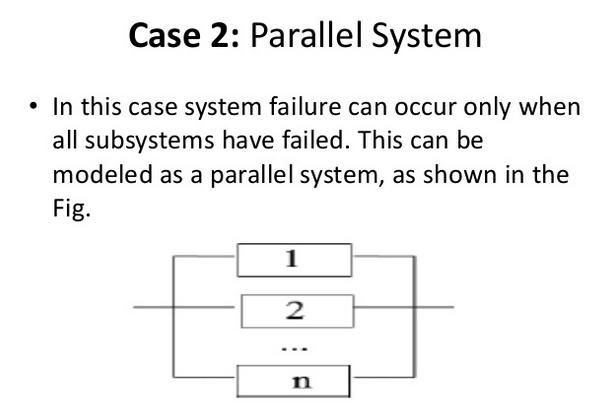 Case 2: Parallel System
• In this case system failure can occur only when
all subsystems have failed. This can be
modeled as a parallel system, as shown in the
Fig.
1
2
...
n